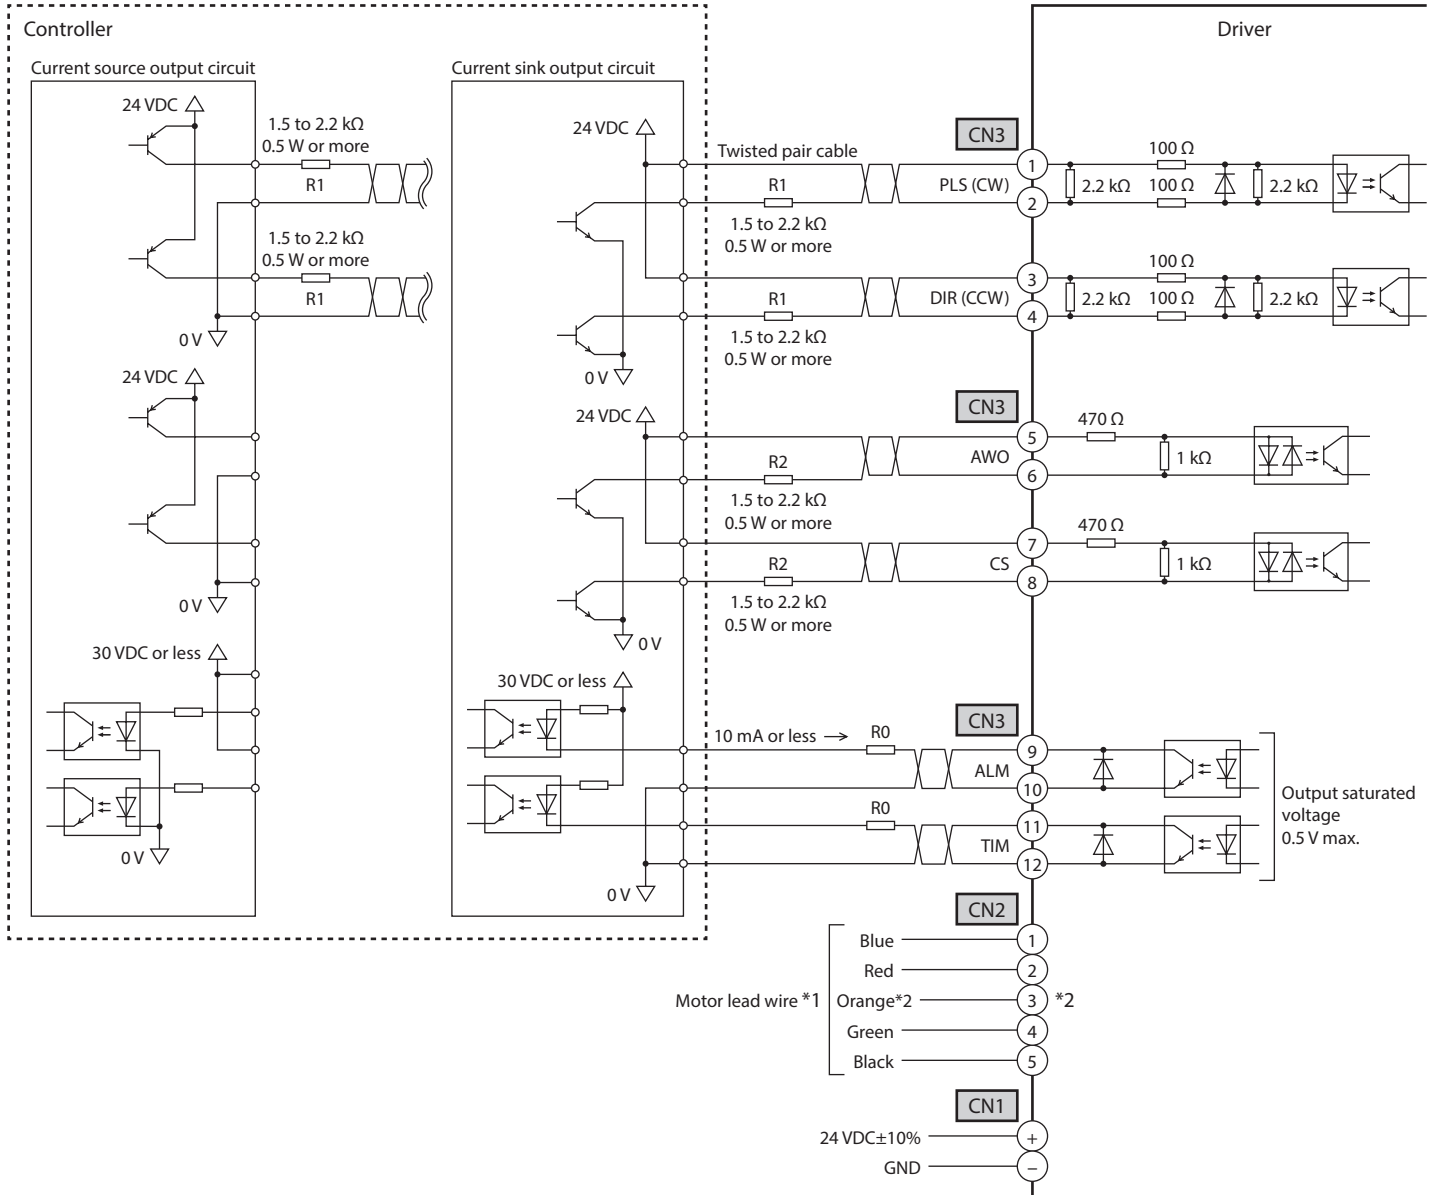 Controller
Driver
Current source output circuit
Current sink output circuit
24 VDC
1.5 to 2.2 kΩ
0.5 W or more
R1
1.5 to 2.2 kΩ
0.5 W or more
R1
0 V
24 VDC
0 V
30 VDC or less
0 V
24 VDC
Twisted pair cable
R1
1.5 to 2.2 kΩ
0.5 W or more
R1
1.5 to 2.2 kΩ
0.5 W or more
0 V
24 VDC
R2
1.5 to 2.2 kΩ
0.5 W or more
R2
1.5 to 2.2 kΩ
0.5 W or more
0 V
30 VDC or less
10 mA or less
R0
R0
0 V
CN3
1
PLS (CW)
2
2.2 kΩ
100 Ω
100 Ω
2.2 kΩ
3
DIR (CCW)
4
2.2 kΩ
100 Ω
100 Ω
2.2 kΩ
CN3
5
AWO
6
470 Ω
1 kΩ
7
CS
8
470 Ω
1 kΩ
CN3
9
ALM
10
11
TIM
12
Output saturated
voltage
0.5 V max.
CN2
Motor lead wire *1
Blue
1
Red
2
Orange*2
3
*2
Green
4
Black
5
CN1
24 VDC±10%
+
GND
−